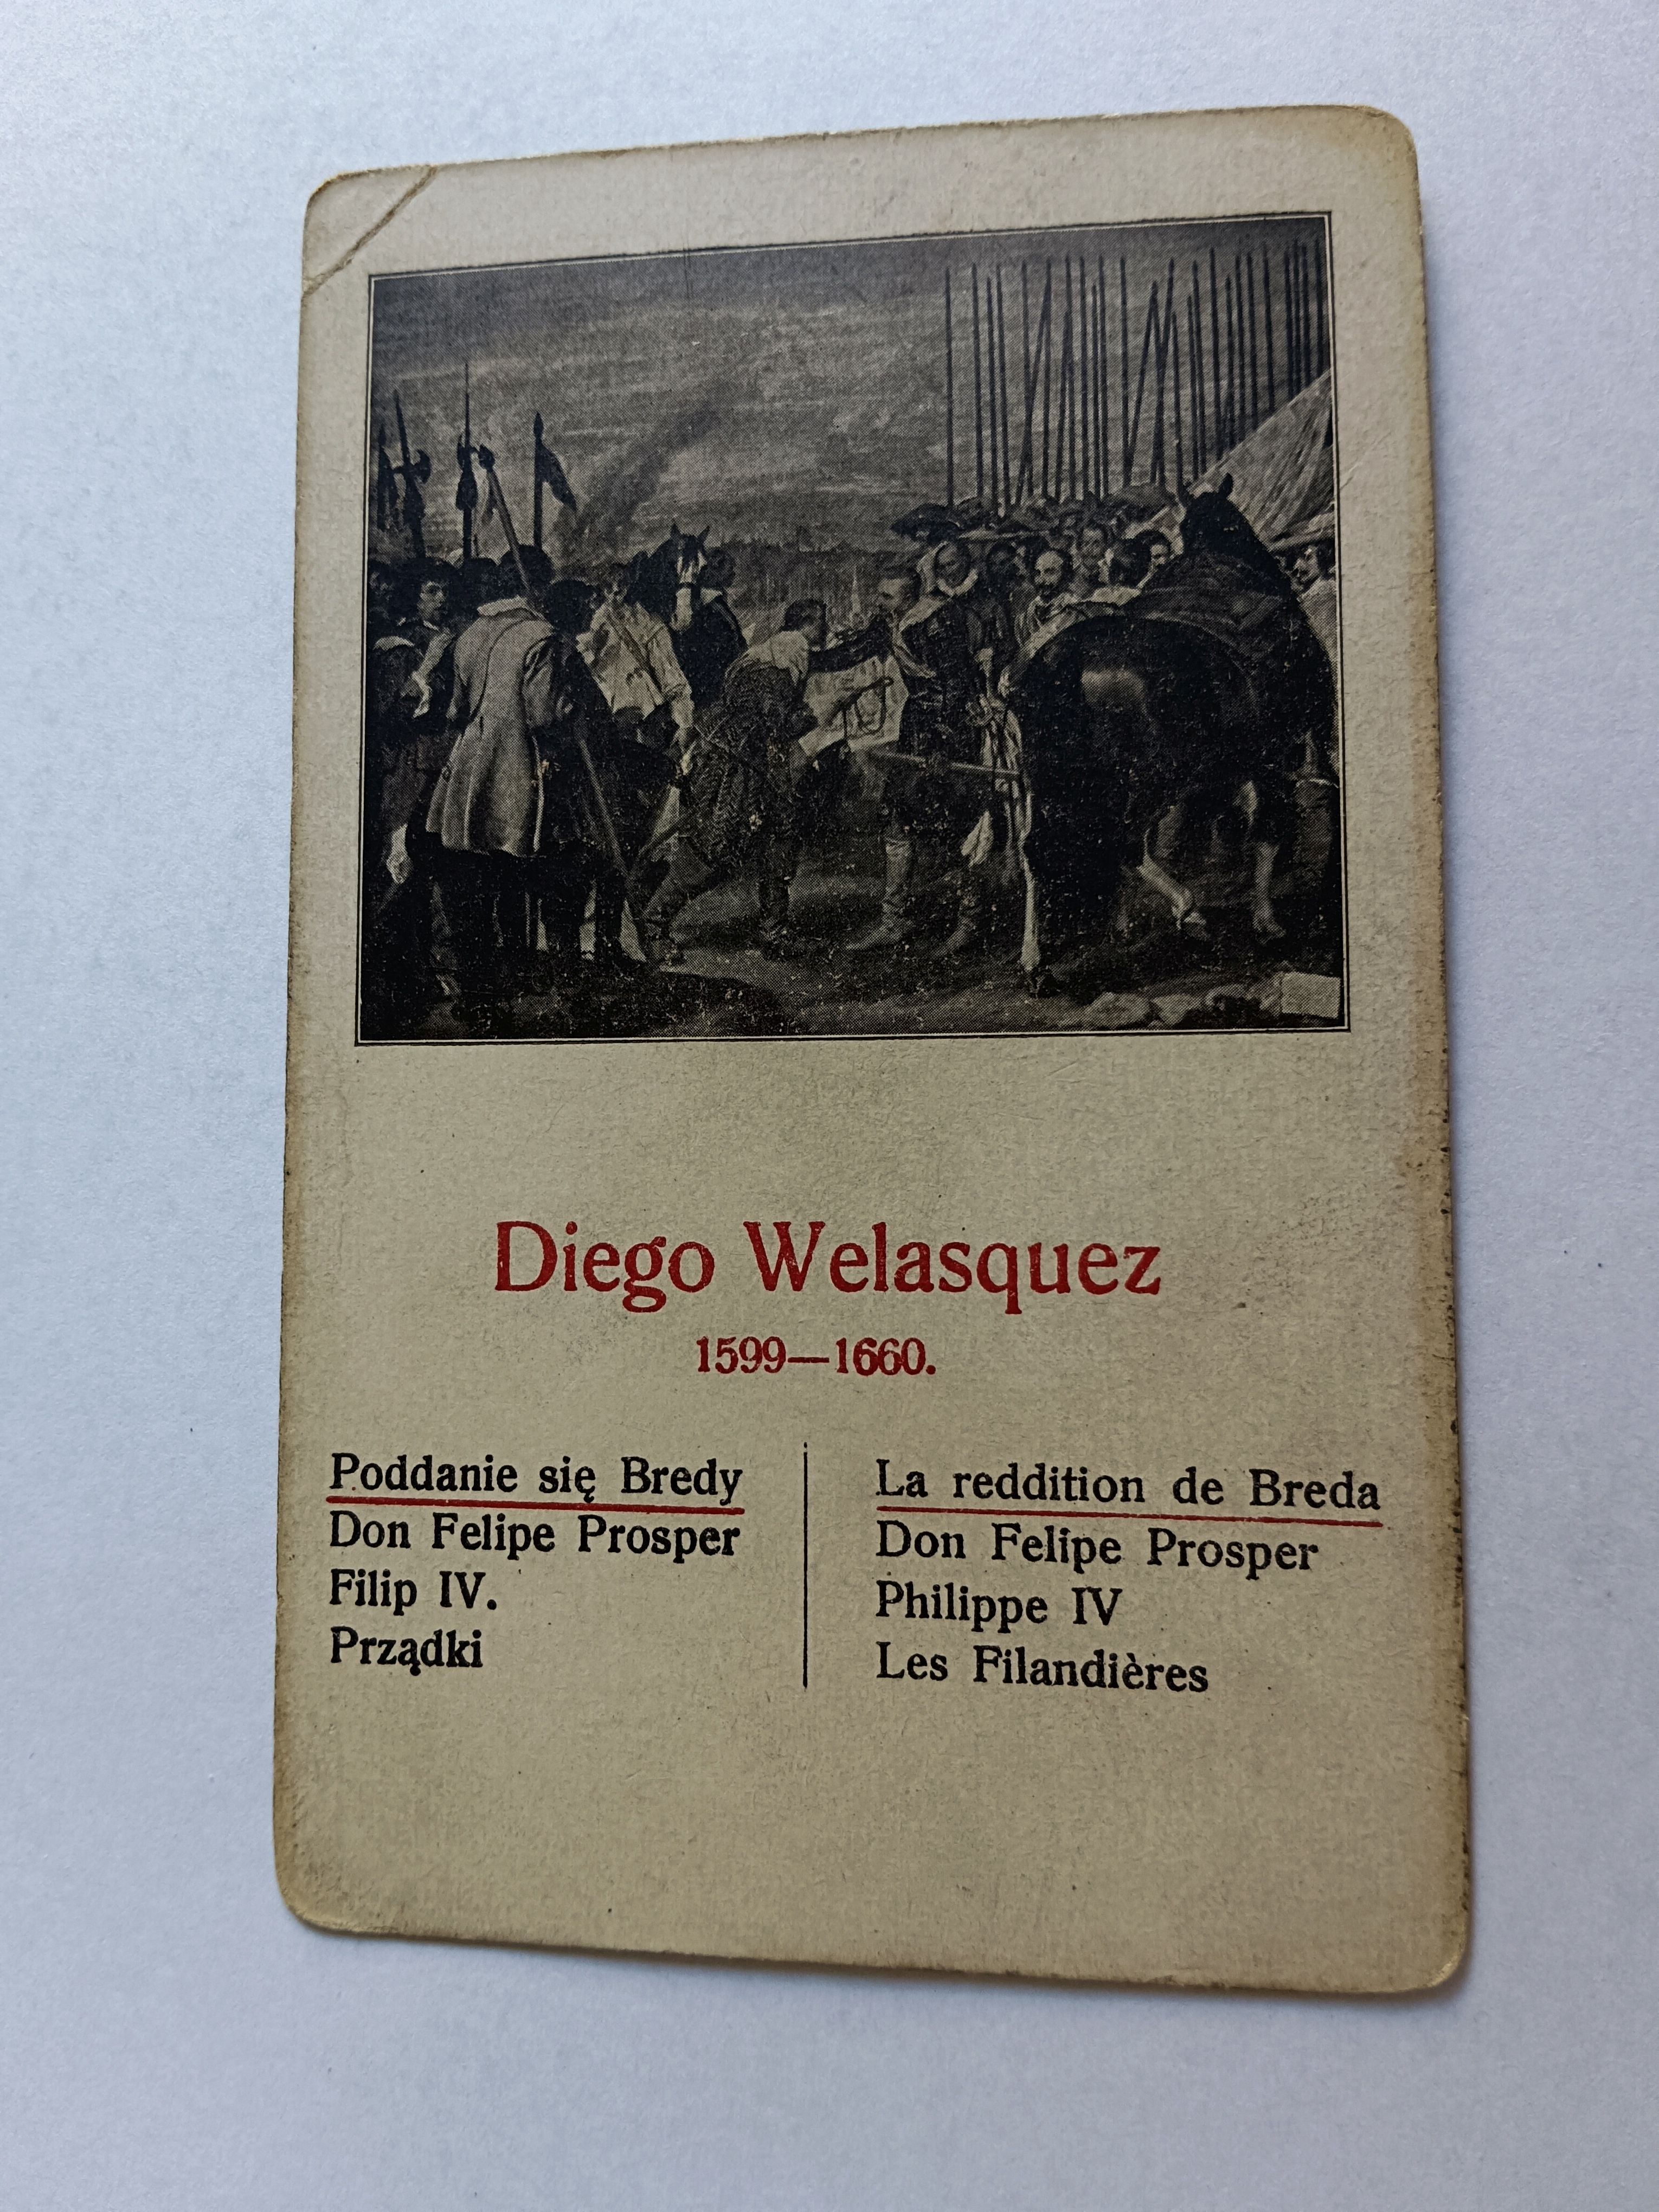 Diego Welasquez
1599—1660.
Poddanie się Bredy
Don Felipe Prosper
Filip IV.
Prządki
La reddition de Breda
Don Felipe Prosper
Philippe IV
Les Filandières